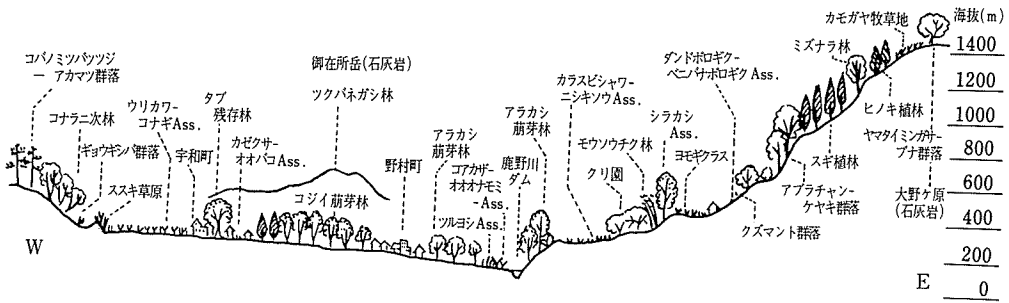 コバノミツバツツジ
ー アカマツ群落
コナラ二次林
ギョウギシバ群落
ススキ草原
ウリカワー
コナギAss.
宇和町
タブ
残存林
カゼクサー
オオバコAss.
御在所岳(石灰岩)
ツクバネガシ林
コジイ萠芽林
野村町
アラカシ
萠芽林
コアカザー
オオオナモミ
-Ass.
ツルヨシAss.
鹿野川
ダム
アラカシ
萠芽林
カラスビシャクー
ニシキソウAss.
モウソウチク林
クリ園
シラカシ
Ass.
ヨモギクラス
ダンドボロギクー
ベニバナボロギクAss.
クズマント群落
アブラチャンー
ケヤキ群落
スギ植林
ミズナラ林
ヒノキ植林
カモガヤ牧草地
ヤマタイミンガサー
ブナ群落
大野ヶ原
(石灰岩)
海抜(m)
1400
1200
1000
800
600
400
200
0
W
E